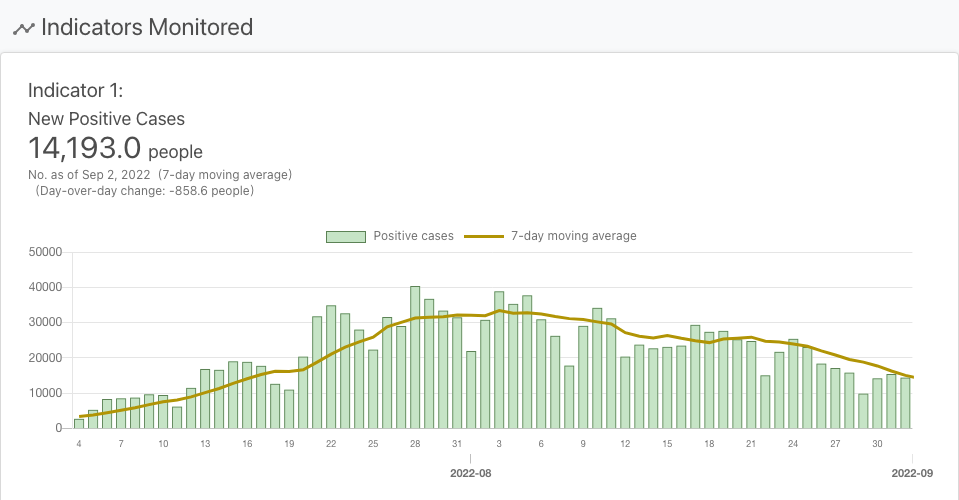 Indicators Monitored
Indicator 1:
New Positive Cases
14,193.0 people
No. as of Sep 2, 2022 (7-day moving average)
(Day-over-day change: -858.6 people)
Positive cases 7-day moving average
50000
40000
30000
20000
10000
0
4 7 10 13 16 19 22 25 28 31 3 6 9 12 15 18 21 24 27 30
2022-08 2022-09